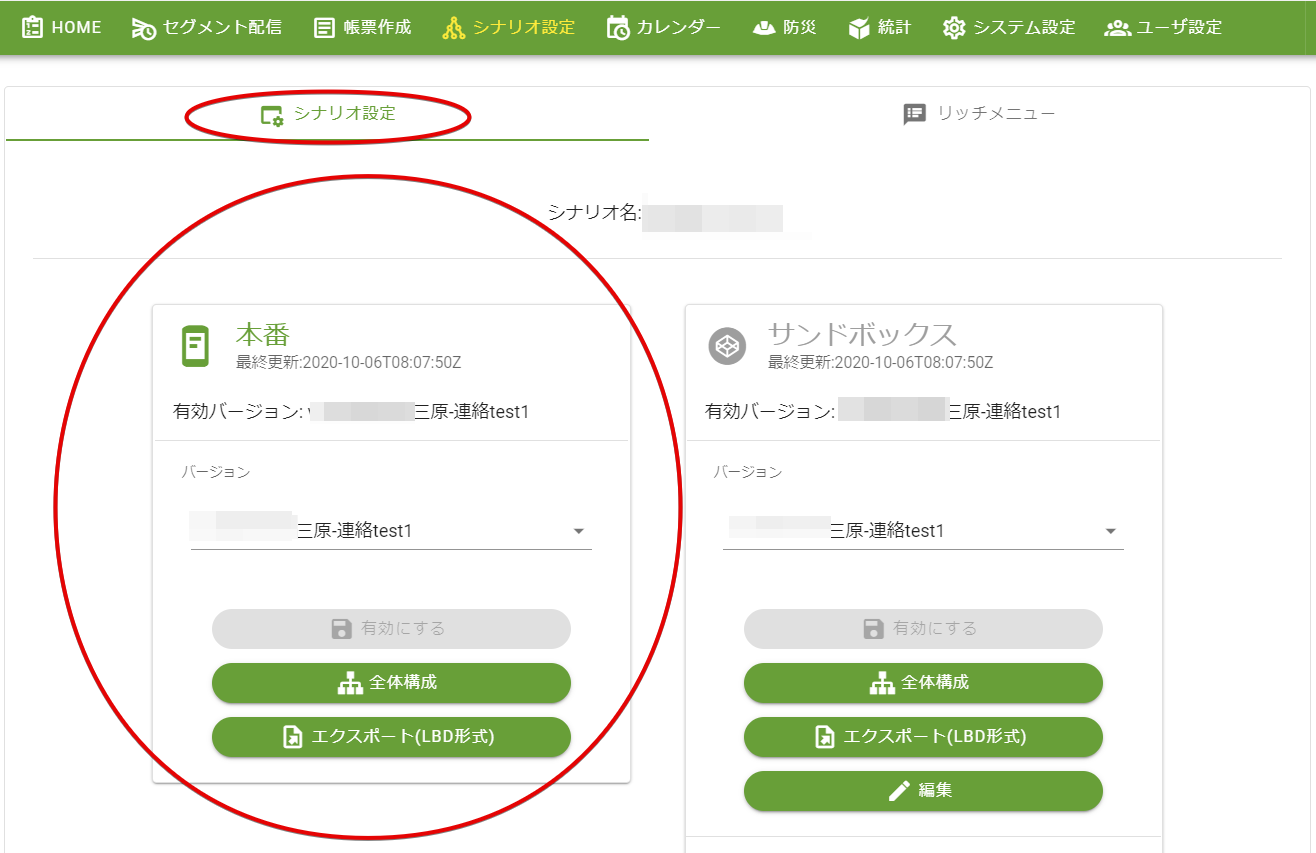 HOME セグメント配信 帳票作成 シナリオ設定 カレンダー 防災 統計 システム設定 ユーザ設定
シナリオ設定 リッチメニュー
シナリオ名:
本番
最終更新:2020-10-06T08:07:50Z
有効バージョン: 三原-連絡test1
バージョン
三原-連絡test1
有効にする
全体構成
エクスポート(LBD形式)
サンドボックス
最終更新:2020-10-06T08:07:50Z
有効バージョン: 三原-連絡test1
バージョン
三原-連絡test1
有効にする
全体構成
エクスポート(LBD形式)
編集